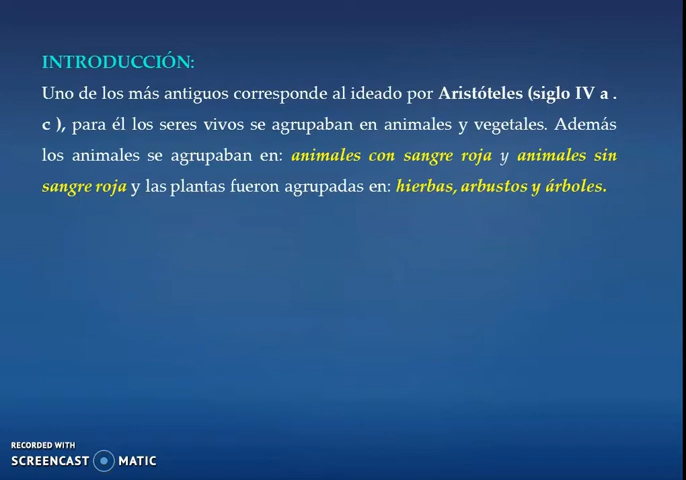 INTRODUCCIÓN:
Uno de los más antiguos corresponde al ideado por Aristóteles (siglo IV a .
c ), para él los seres vivos se agrupaban en animales y vegetales. Además
los animales se agrupaban en: animales con sangre roja y animales sin
sangre roja y las plantas fueron agrupadas en: hierbas, arbustos y árboles.
RECORDED WITH
SCREENCAST MATIC